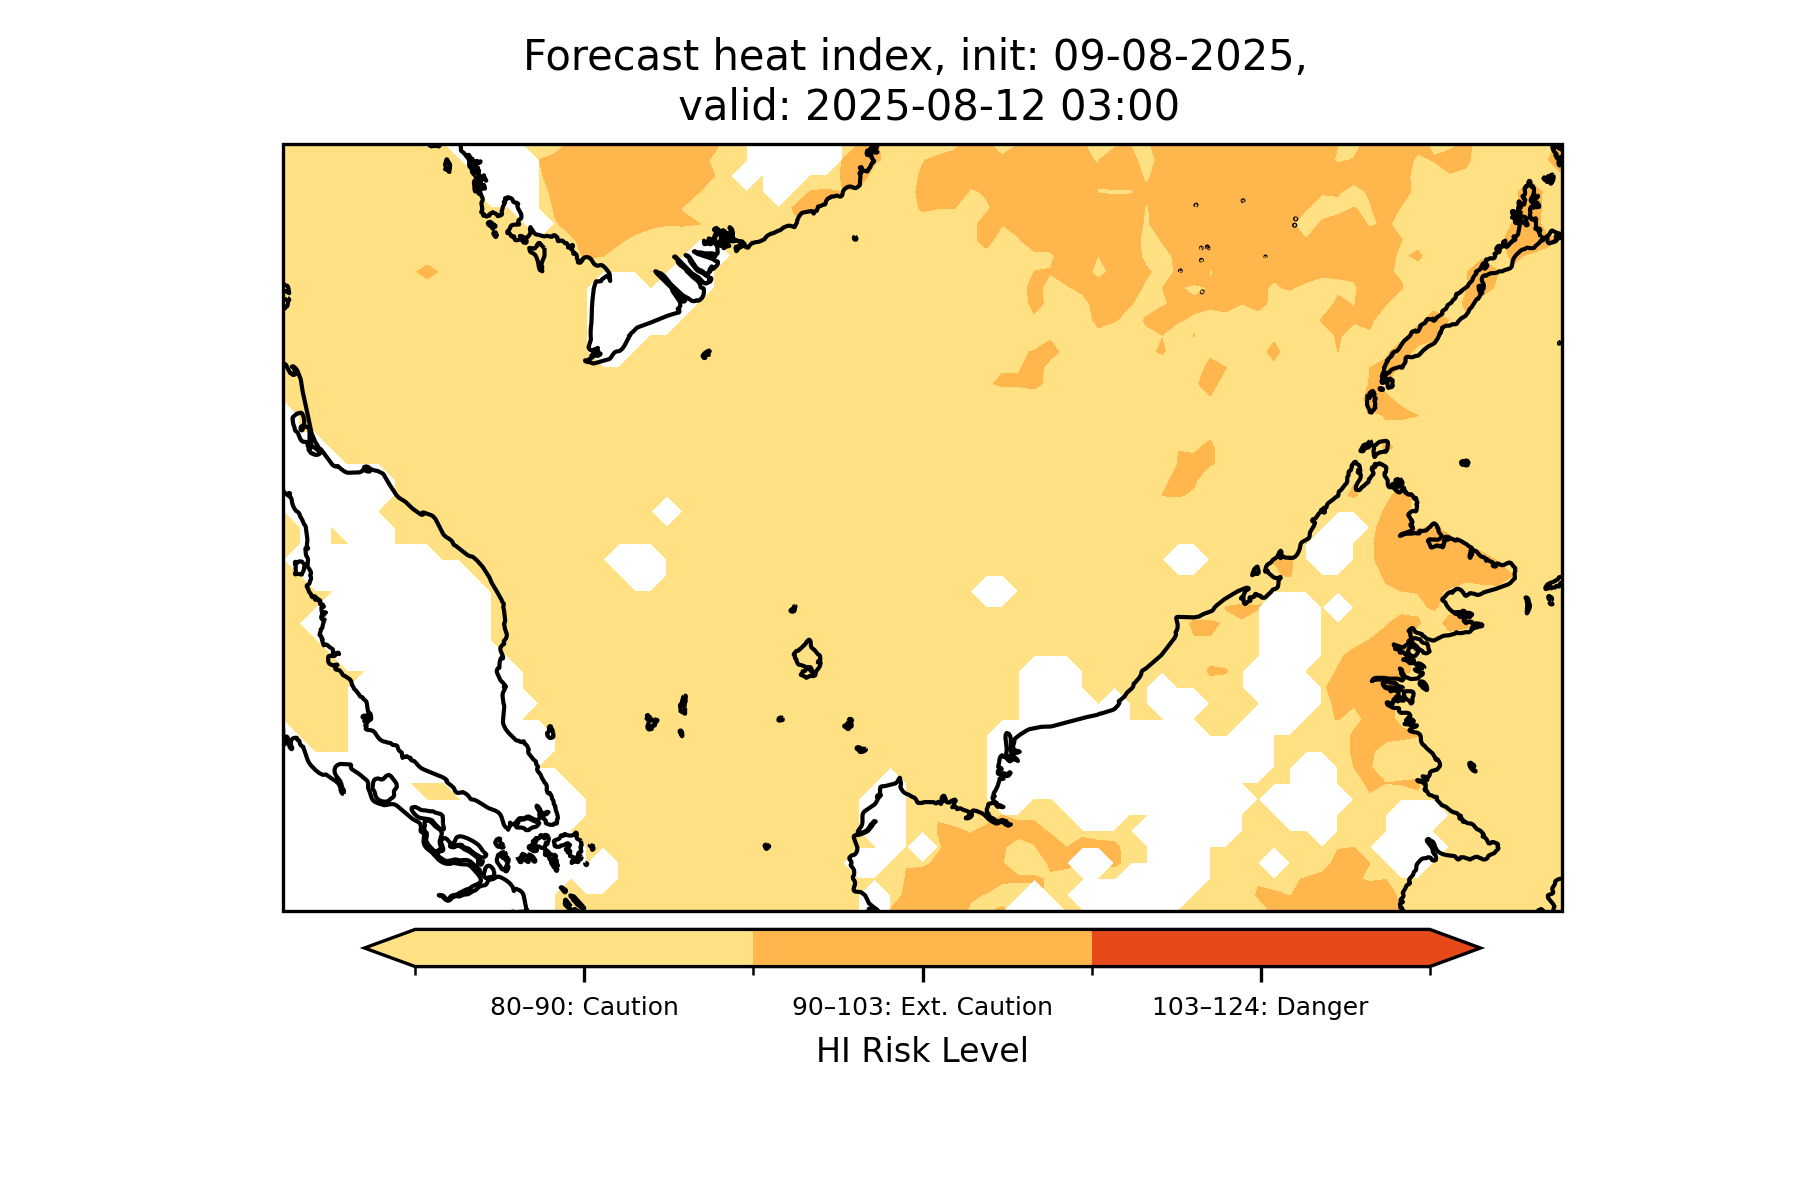 Forecast heat index, init: 09-08-2025,
valid: 2025-08-12 03:00
80–90: Caution
90–103: Ext. Caution
103–124: Danger
HI Risk Level